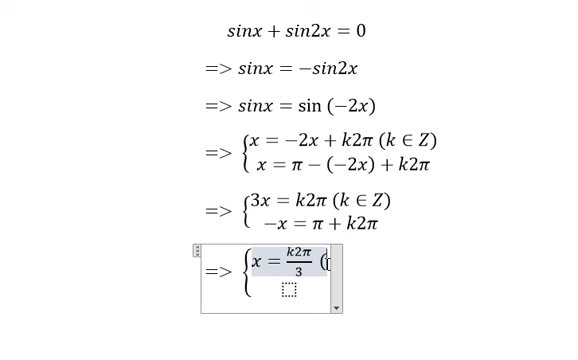 sinx + sin2x = 0
=> sinx = −sin2x
=> sinx = sin (−2x)
=> { x = −2x + k2π (k ∈ Z)
x = π − (−2x) + k2π
=> { 3x = k2π (k ∈ Z)
−x = π + k2π
=> { x = k2π/3 (